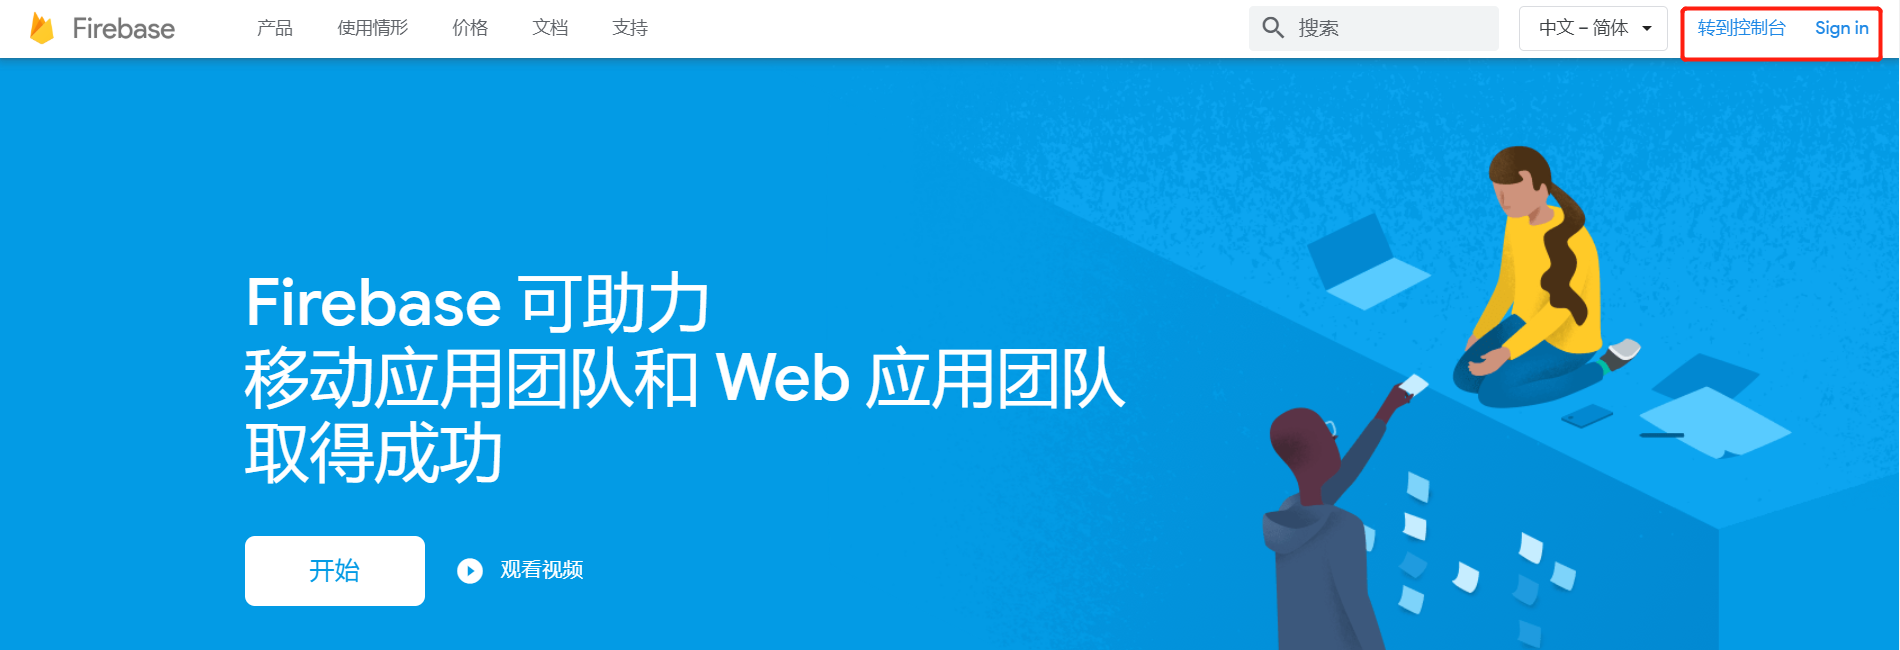 Firebase 产品 使用情形 价格 文档 支持 搜索 中文 – 简体 转到控制台 Sign in
Firebase 可助力
移动应用团队和 Web 应用团队
取得成功
开始 观看视频